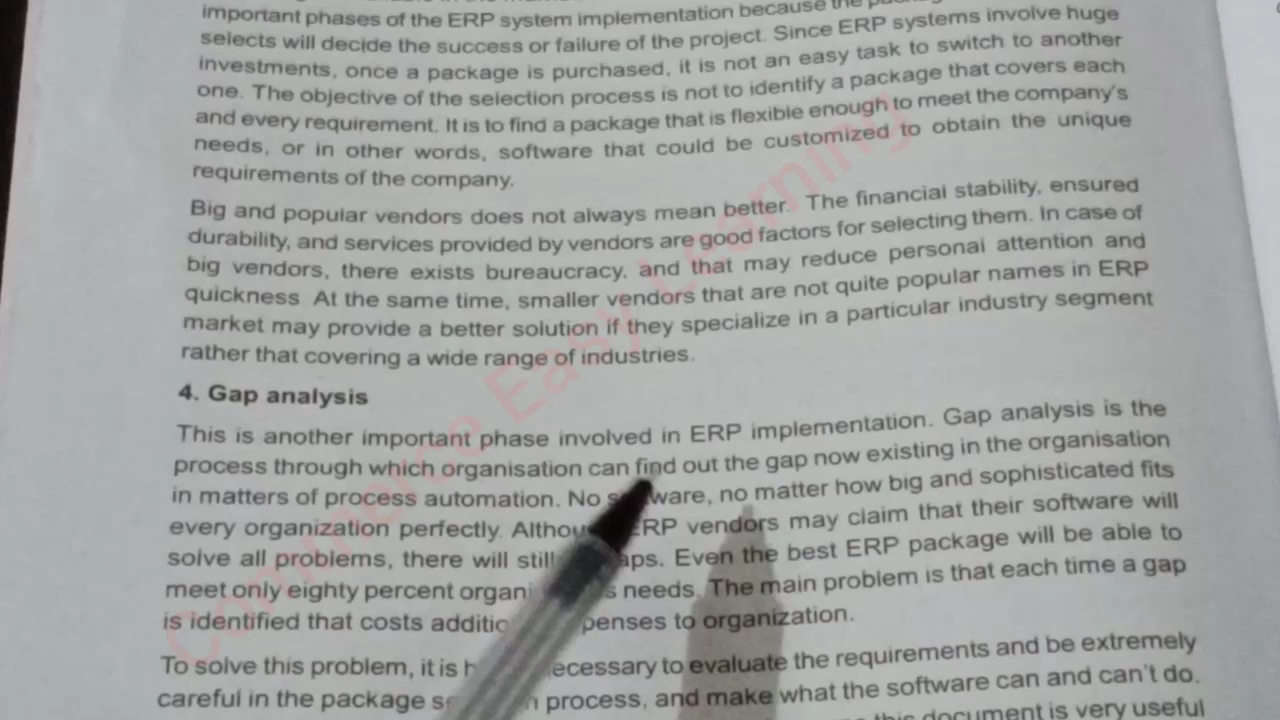 important phases of the ERP system implementation because the
selects will decide the success or failure of the project. Since ERP systems involve huge
investments, once a package is purchased, it is not an easy task to switch to another
one. The objective of the selection process is not to identify a package that covers each
and every requirement. It is to find a package that is flexible enough to meet the company's
needs, or in other words, software that could be customized to obtain the unique
requirements of the company.
Big and popular vendors does not always mean better. The financial stability, ensured
durability, and services provided by vendors are good factors for selecting them. In case of
big vendors, there exists bureaucracy, and that may reduce personal attention and
quickness. At the same time, smaller vendors that are not quite popular names in ERP
market may provide a better solution if they specialize in a particular industry segment
rather that covering a wide range of industries.
4. Gap analysis
This is another important phase involved in ERP implementation. Gap analysis is the
process through which organisation can find out the gap now existing in the organisation
in matters of process automation. No no matter how big and sophisticated fits
every organization perfectly. ERP vendors may claim that their software will
solve all problems, there will still Even the best ERP package will be able to
meet only eighty percent needs. The main problem is that each time a gap
is identified that costs to organization.
To solve this problem, it is to evaluate the requirements and be extremely
careful in the package process, and make what the software can and can't do.
this document is very useful
Commerce Easy Learning